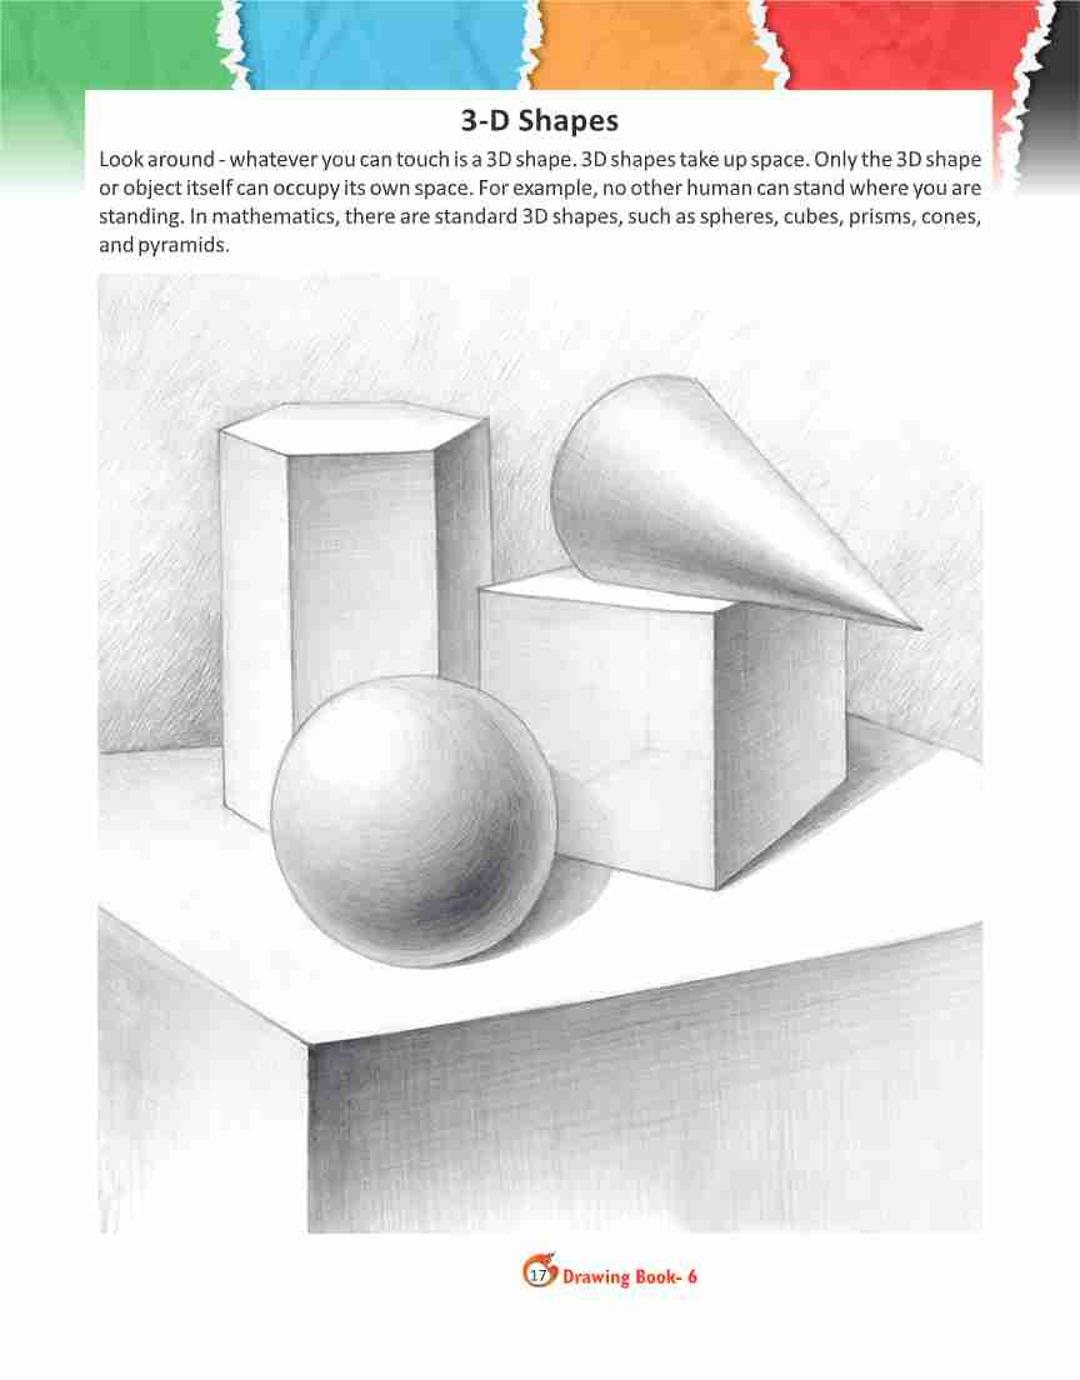 3-D Shapes
Look around - whatever you can touch is a 3D shape. 3D shapes take up space. Only the 3D shape
or object itself can occupy its own space. For example, no other human can stand where you are
standing. In mathematics, there are standard 3D shapes, such as spheres, cubes, prisms, cones,
and pyramids.
17 Drawing Book- 6